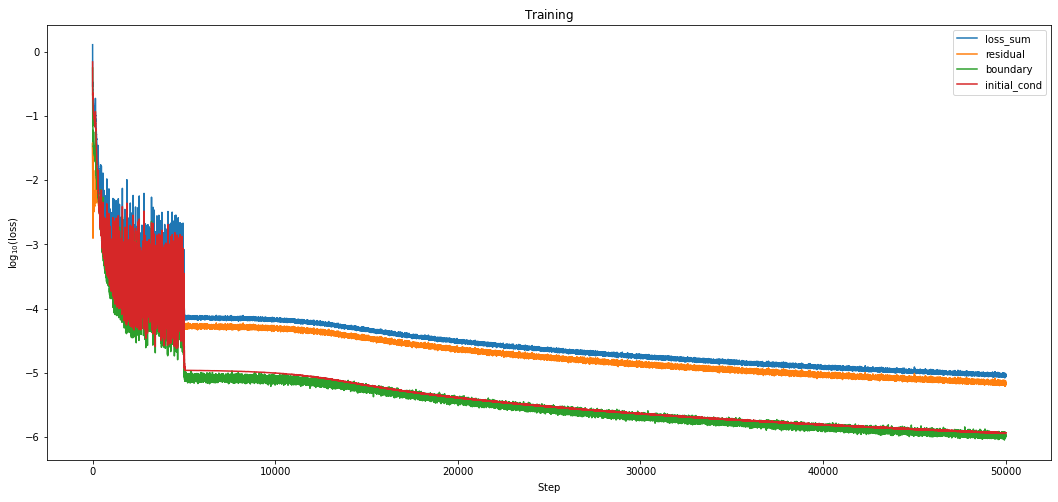 Training
loss_sum
residual
boundary
initial_cond
0
−1
−2
−3
−4
−5
−6
log₁₀(loss)
0
10000
20000
30000
40000
50000
Step